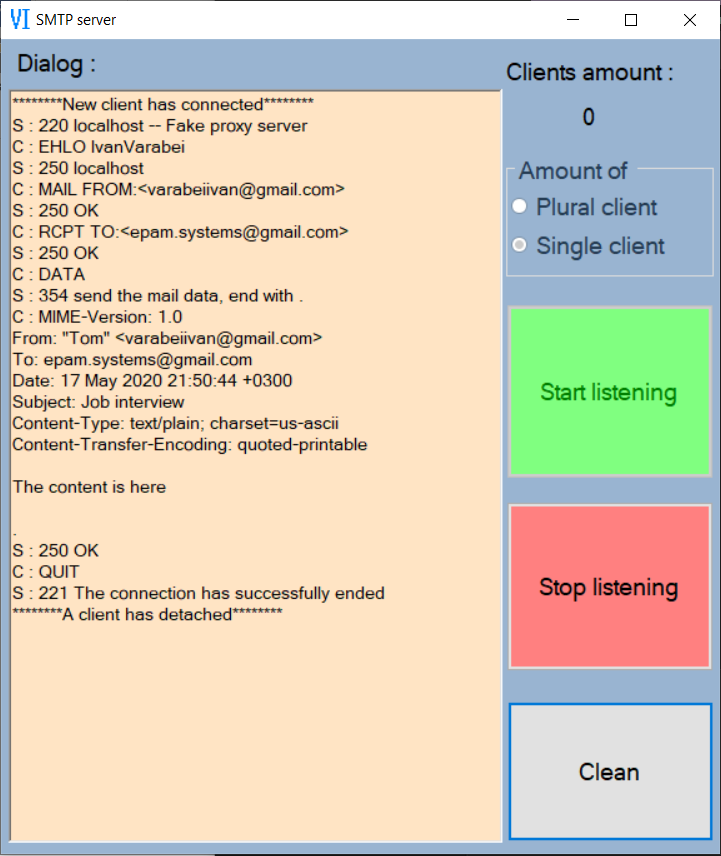 VI SMTP server
Dialog :
********New client has connected********
S : 220 localhost -- Fake proxy server
C : EHLO IvanVarabei
S : 250 localhost
C : MAIL FROM:<varabeiivan@gmail.com>
S : 250 OK
C : RCPT TO:<epam.systems@gmail.com>
S : 250 OK
C : DATA
S : 354 send the mail data, end with .
C : MIME-Version: 1.0
From: "Tom" <varabeiivan@gmail.com>
To: epam.systems@gmail.com
Date: 17 May 2020 21:50:44 +0300
Subject: Job interview
Content-Type: text/plain; charset=us-ascii
Content-Transfer-Encoding: quoted-printable
The content is here
.
S : 250 OK
C : QUIT
S : 221 The connection has successfully ended
********A client has detached********
Clients amount :
0
Amount of
Plural client
Single client
Start listening
Stop listening
Clean